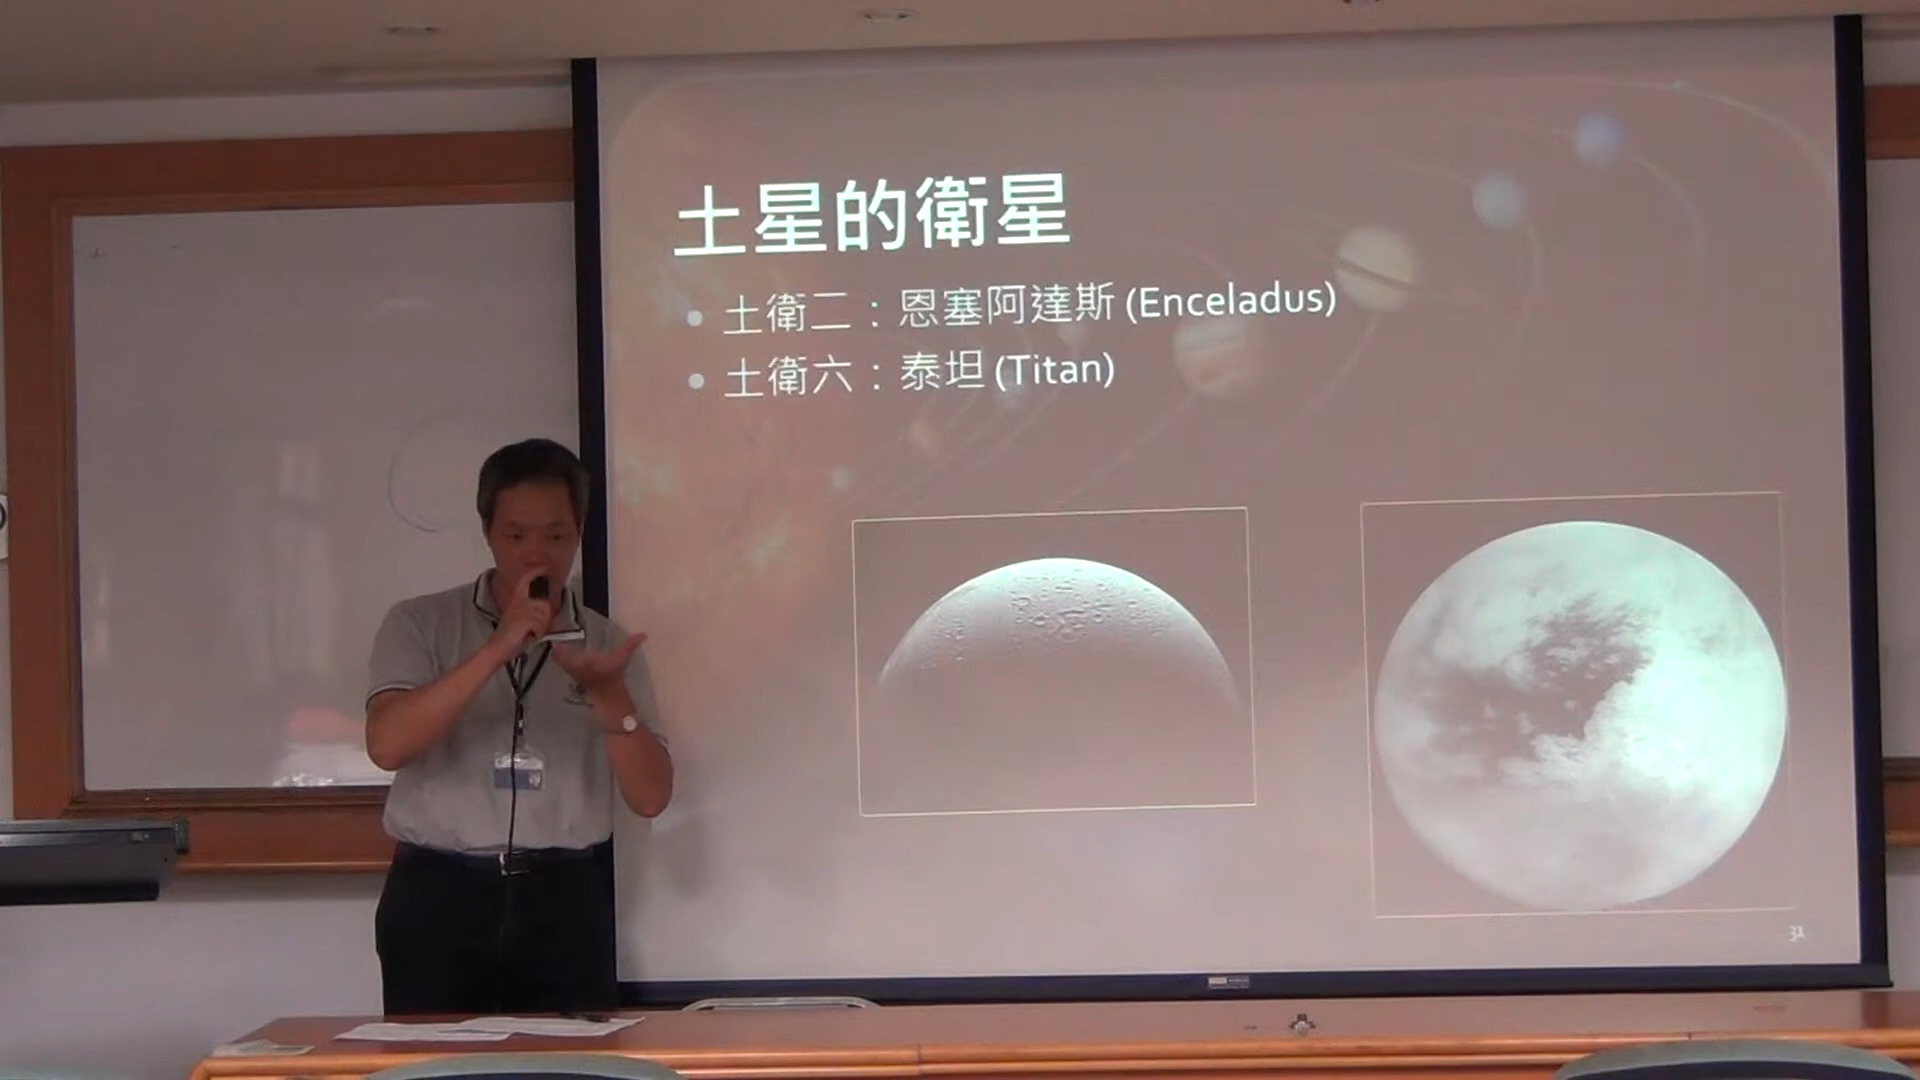 土星的衛星
• 土衛二：恩塞阿達斯 (Enceladus)
• 土衛六：泰坦 (Titan)